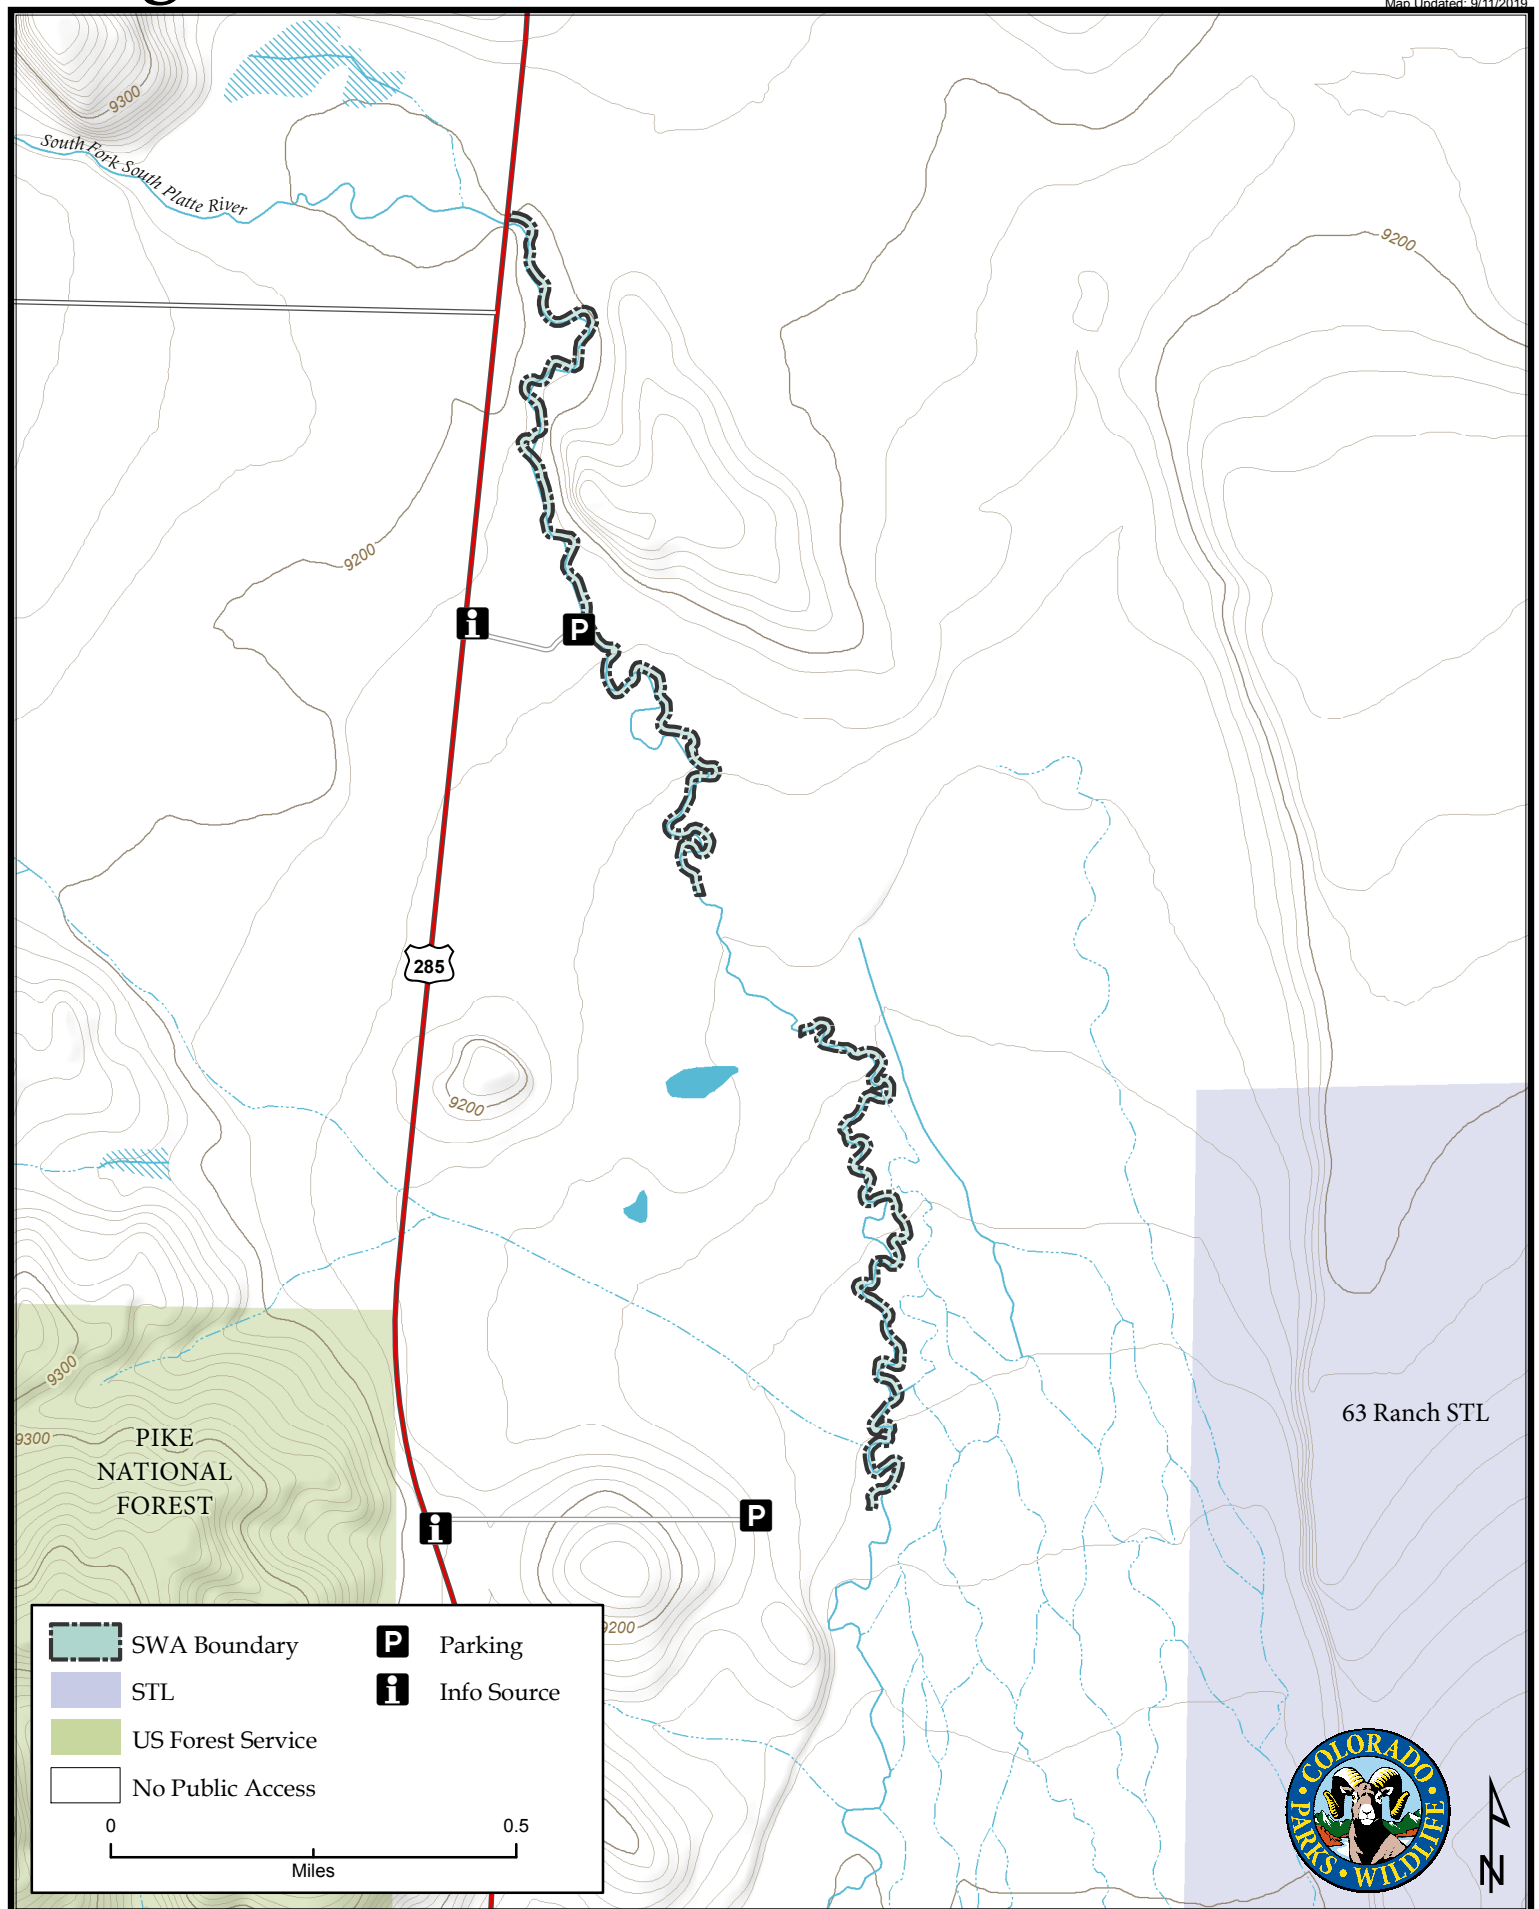 Map Updated: 9/11/2019
9300
South Fork South Platte River
9200
9200
i
P
285
9200
9300
63 Ranch STL
9300
PIKE
NATIONAL
FOREST
P
i
9200
SWA Boundary
P Parking
STL
i Info Source
US Forest Service
No Public Access
0 0.5
Miles
COLORADO
PARKS • WILDLIFE
N